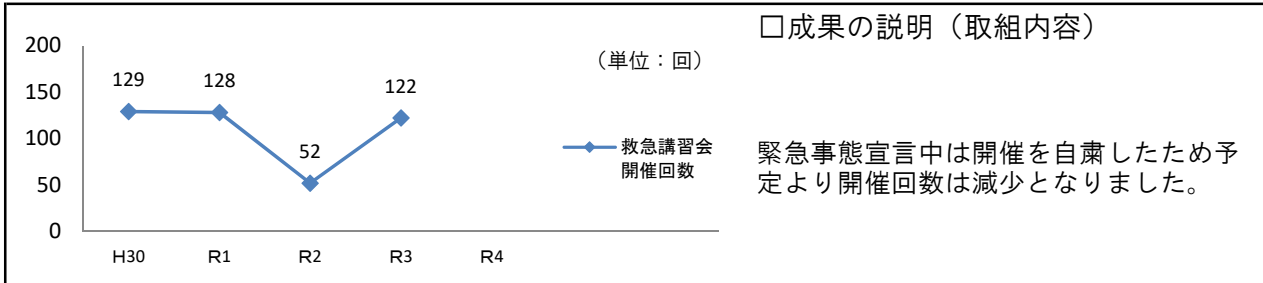 200
150
100
50
0
129
128
52
122
H30
R1
R2
R3
R4
（単位：回）
救急講習会
開催回数
□成果の説明（取組内容）
緊急事態宣言中は開催を自粛したため予
定より開催回数は減少となりました。